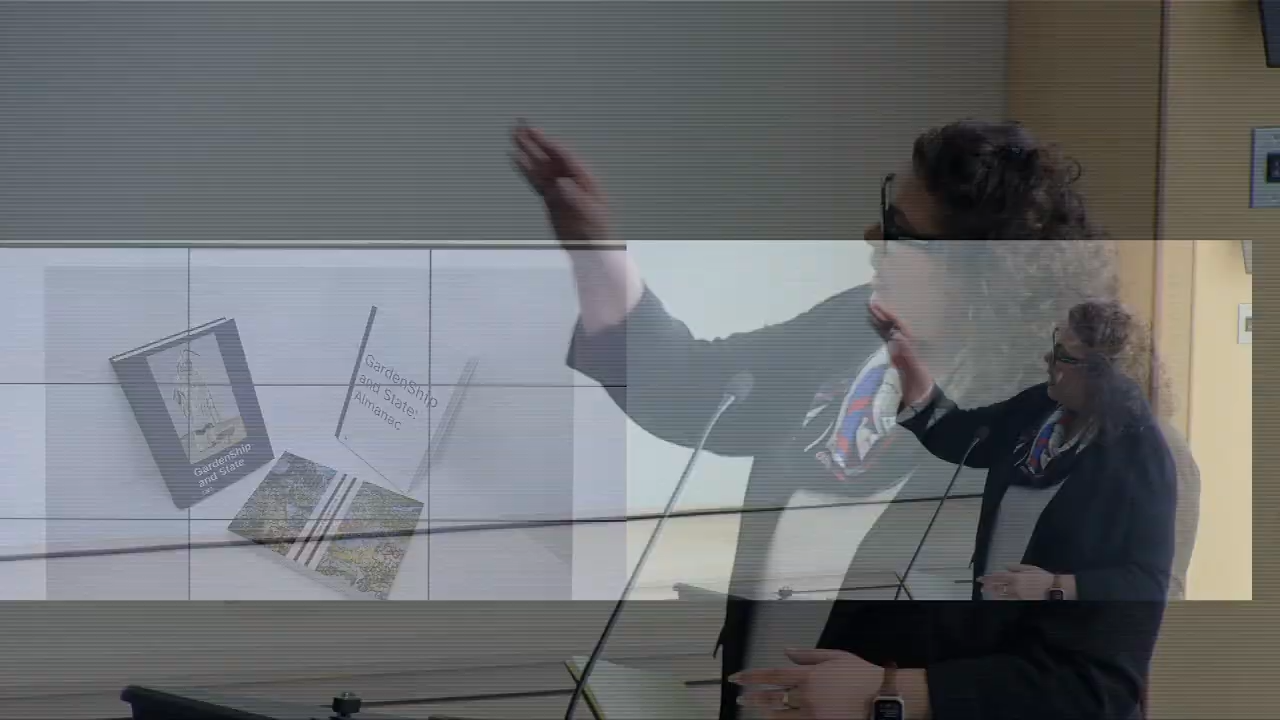 GardenShip
and State
GardenShip
and State:
Almanac